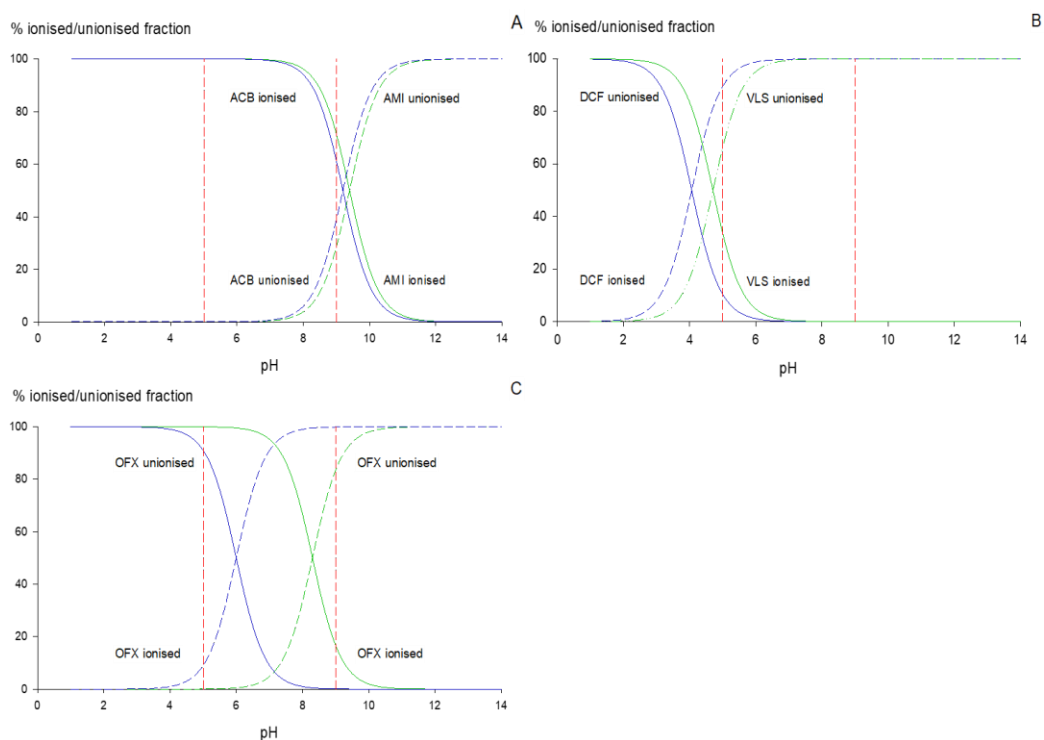 % ionised/unionised fraction
A
100
80
60
40
20
0
ACB ionised
AMI unionised
ACB unionised
AMI ionised
0 2 4 6 8 10 12 14
pH
% ionised/unionised fraction
B
100
80
60
40
20
0
DCF unionised
VLS unionised
DCF ionised
VLS ionised
0 2 4 6 8 10 12 14
pH
% ionised/unionised fraction
C
100
80
60
40
20
0
OFX unionised
OFX unionised
OFX ionised
OFX ionised
0 2 4 6 8 10 12 14
pH